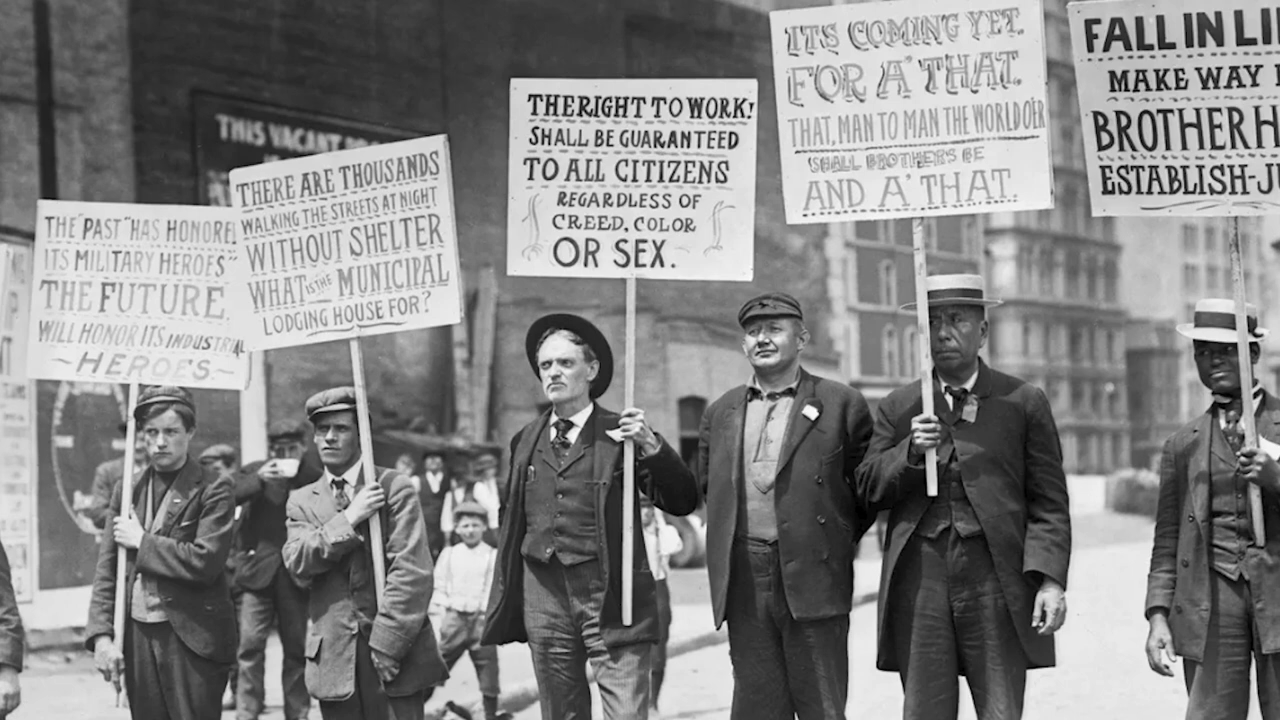 THE "PAST" HAS HONORED
ITS MILITARY HEROES"
THE FUTURE
WILL HONOR ITS INDUSTRIAL
~HEROES.~
THERE ARE THOUSANDS
WALKING THE STREETS AT NIGHT
WITHOUT SHELTER
WHAT IS THE MUNICIPAL
LODGING HOUSE FOR?
THIS VACANT
THE RIGHT TO WORK!
SHALL BE GUARANTEED
TO ALL CITIZENS
REGARDLESS OF
CREED, COLOR
OR SEX.
ITS COMING YET.
FOR A' THAT.
THAT, MAN TO MAN THE WORLD O'ER
SHALL BROTHERS BE
AND A' THAT.
FALL IN LI
MAKE WAY
BROTHERH
ESTABLISH-J